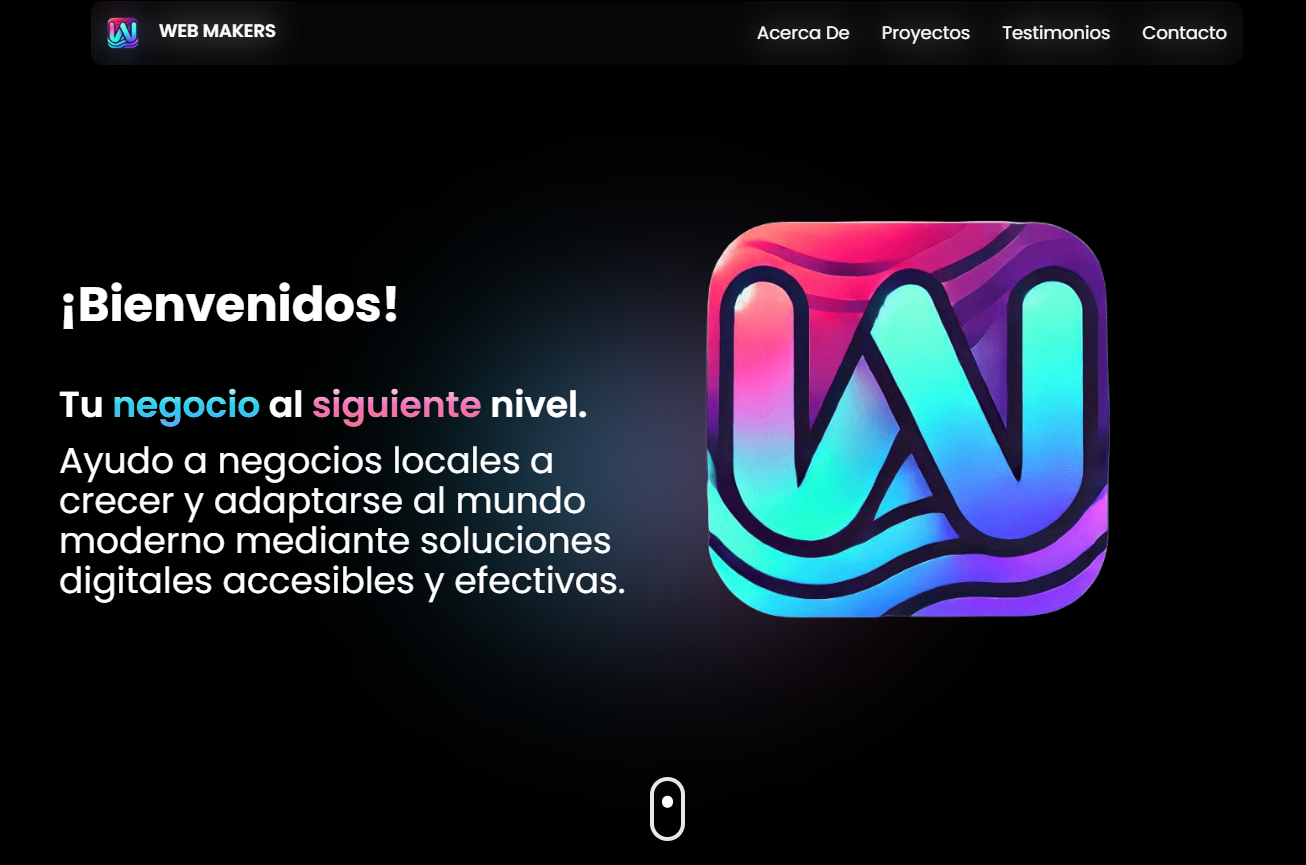 WEB MAKERS
Acerca De
Proyectos
Testimonios
Contacto
¡Bienvenidos!
Tu negocio al siguiente nivel.
Ayudo a negocios locales a
crecer y adaptarse al mundo
moderno mediante soluciones
digitales accesibles y efectivas.